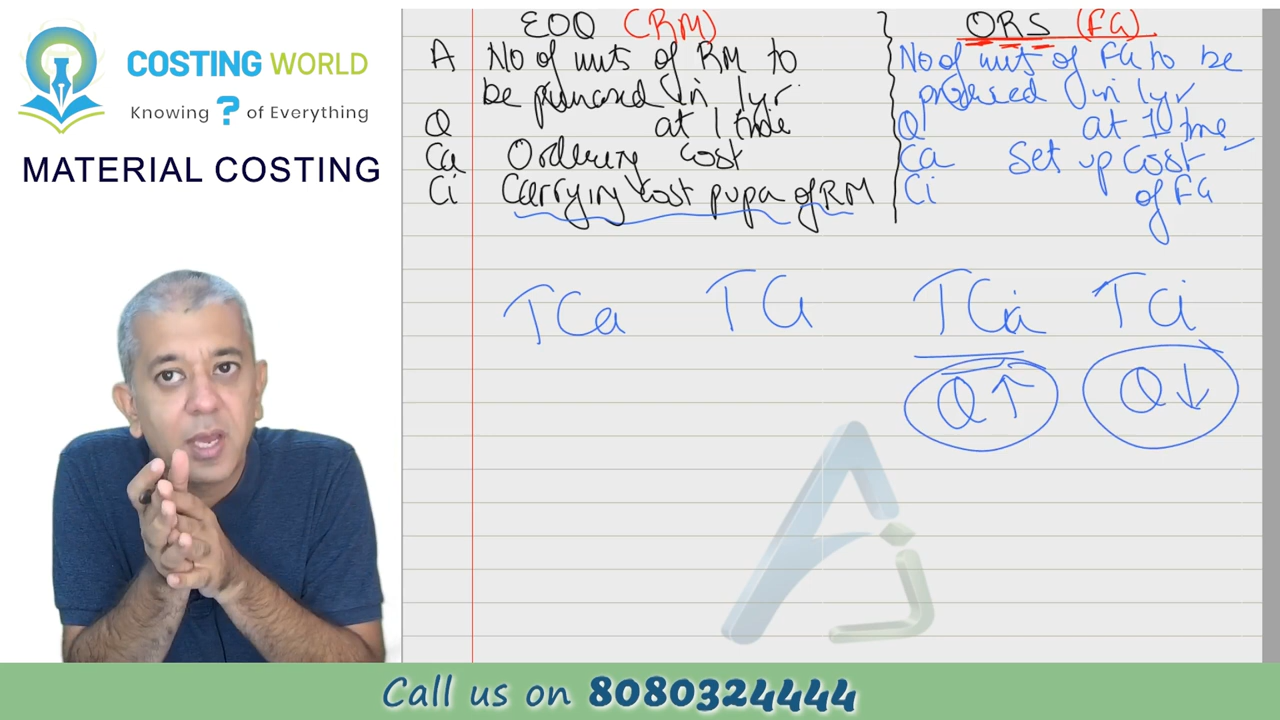 COSTING WORLD
Knowing ? of Everything
MATERIAL COSTING
EOQ (RM)
A No of units of RM to
be purchased in 1yr
Q at 1 time
Ca Ordering cost
Ci Carrying cost pupa of RM
ORS (FG)
No of units of FG to be
produced in 1yr
Q at 1 time
Ca Set up cost
Ci of FG
TCa TCi TCa TCi
Q ↑ Q ↓
Call us on 8080324444